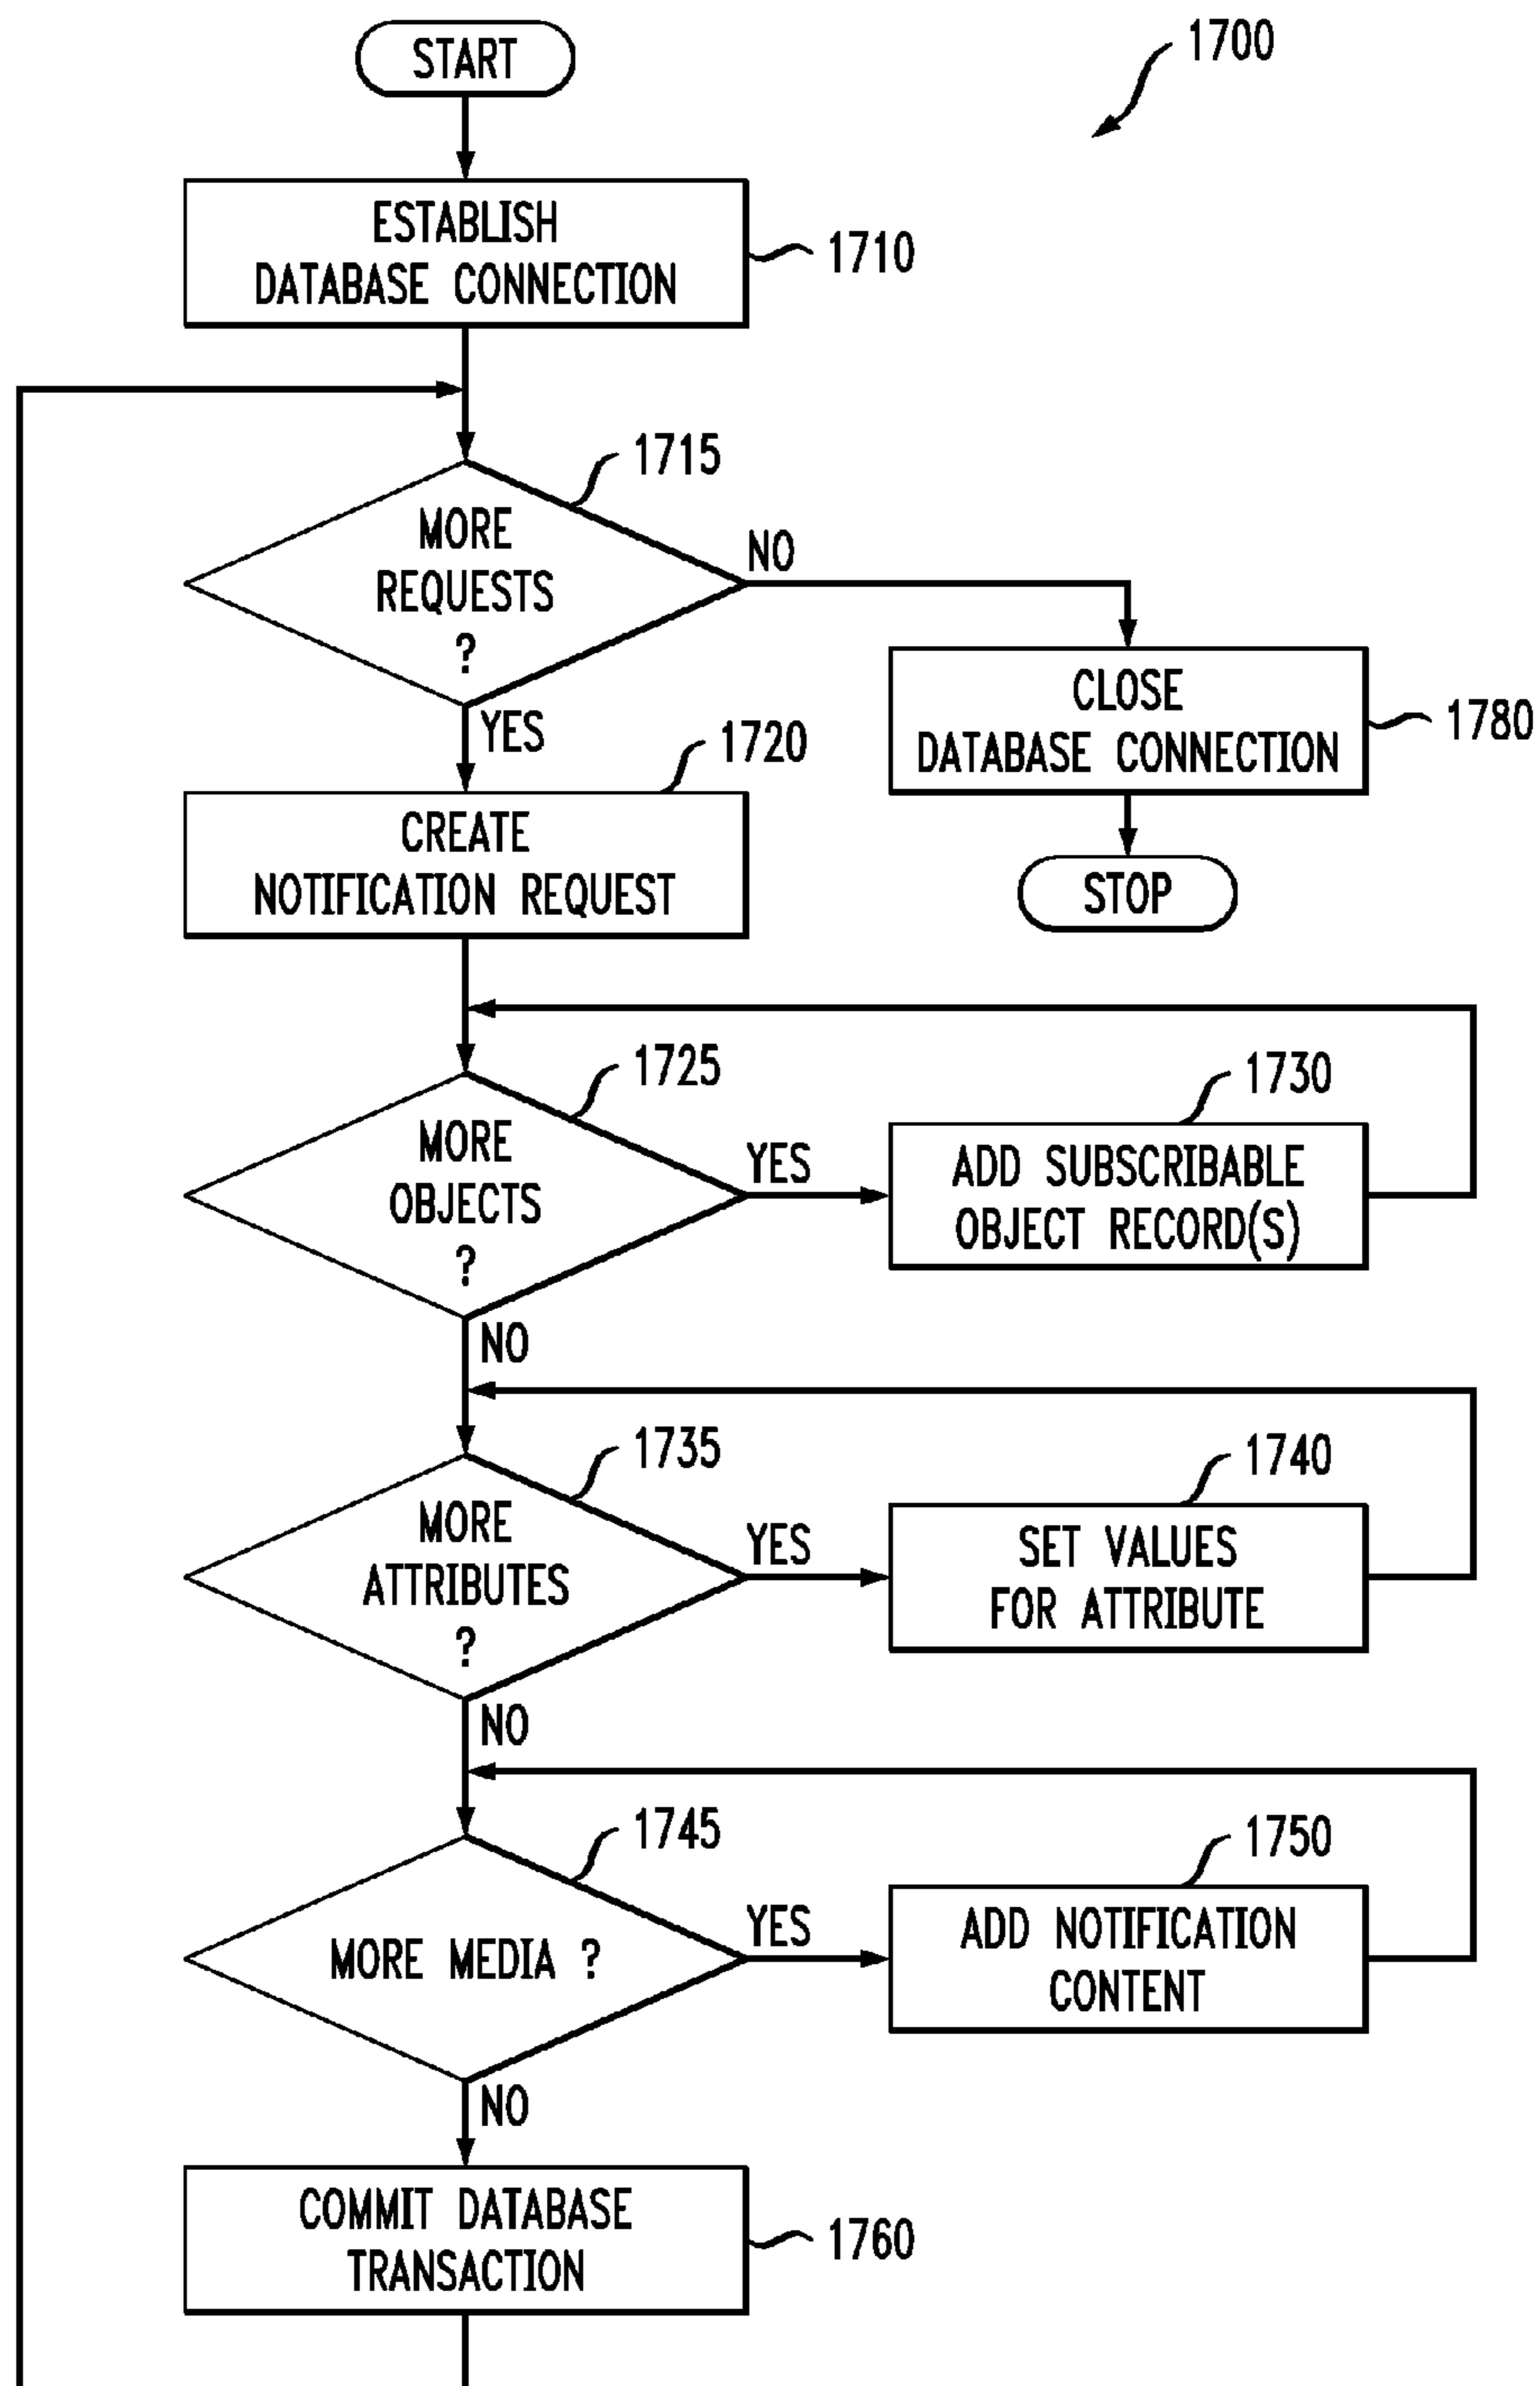 START
1700
ESTABLISH
DATABASE CONNECTION
1710
1715
MORE
REQUESTS
?
NO
YES
CLOSE
DATABASE CONNECTION
1780
STOP
1720
CREATE
NOTIFICATION REQUEST
1725
MORE
OBJECTS
?
YES
1730
ADD SUBSCRIBABLE
OBJECT RECORD(S)
NO
1735
MORE
ATTRIBUTES
?
YES
1740
SET VALUES
FOR ATTRIBUTE
NO
1745
MORE MEDIA ?
YES
1750
ADD NOTIFICATION
CONTENT
NO
COMMIT DATABASE
TRANSACTION
1760